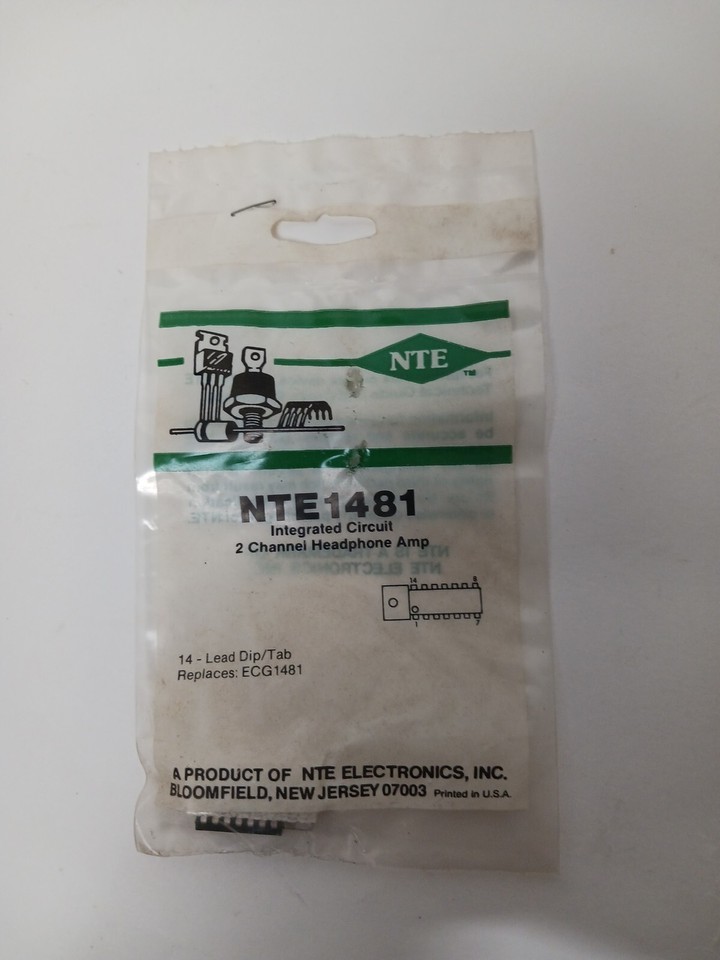 NTE
TM
NTE1481
Integrated Circuit
2 Channel Headphone Amp
14 8
1 7
14 - Lead Dip/Tab
Replaces: ECG1481
A PRODUCT OF NTE ELECTRONICS, INC.
BLOOMFIELD, NEW JERSEY 07003 Printed in U.S.A.